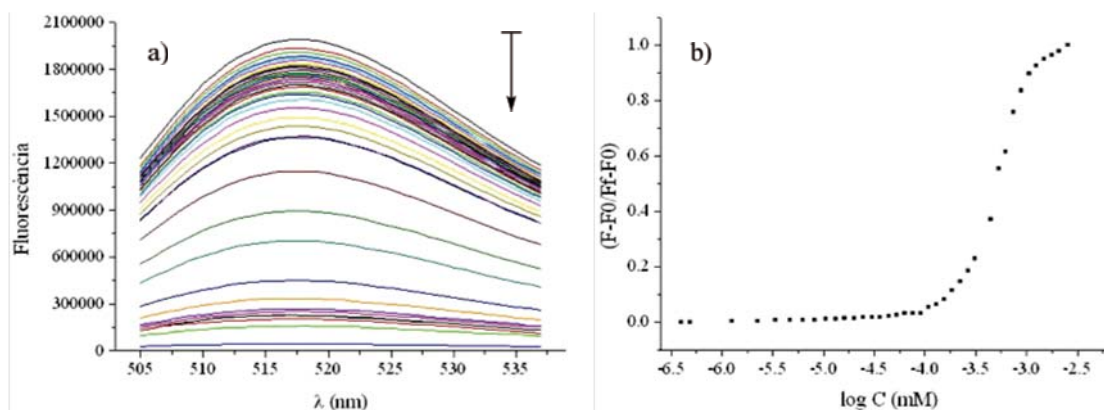 a)
Fluorescência
2100000
1800000
1500000
1200000
900000
600000
300000
0
505 510 515 520 525 530 535
λ (nm)
b)
(F-F0/Ff-F0)
1.0
0.8
0.6
0.4
0.2
0.0
-6.5 -6.0 -5.5 -5.0 -4.5 -4.0 -3.5 -3.0 -2.5
log C (mM)